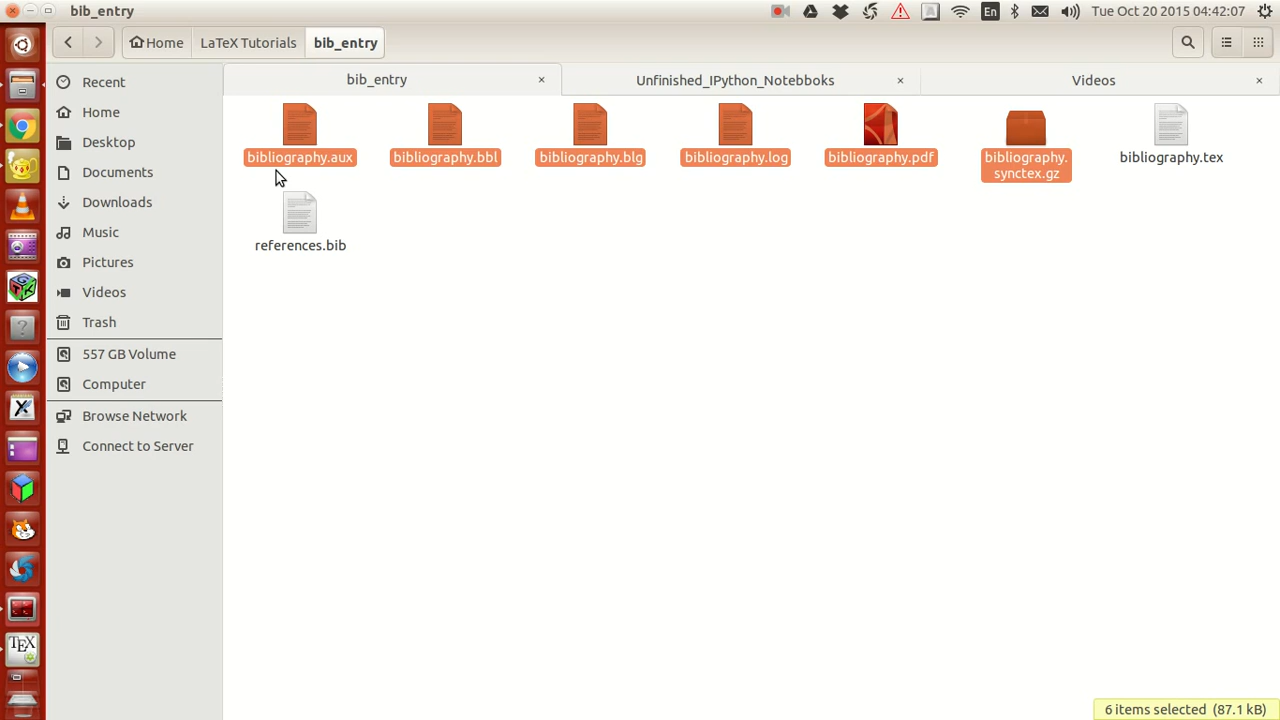 bib_entry
En
Tue Oct 20 2015 04:42:07
Home
LaTeX Tutorials
bib_entry
bib_entry
Unfinished_IPython_Notebboks
Videos
Recent
Home
Desktop
Documents
Downloads
Music
Pictures
Videos
Trash
557 GB Volume
Computer
Browse Network
Connect to Server
bibliography.aux
bibliography.bbl
bibliography.blg
bibliography.log
bibliography.pdf
bibliography.
synctex.gz
bibliography.tex
references.bib
TEX
6 items selected (87.1 kB)